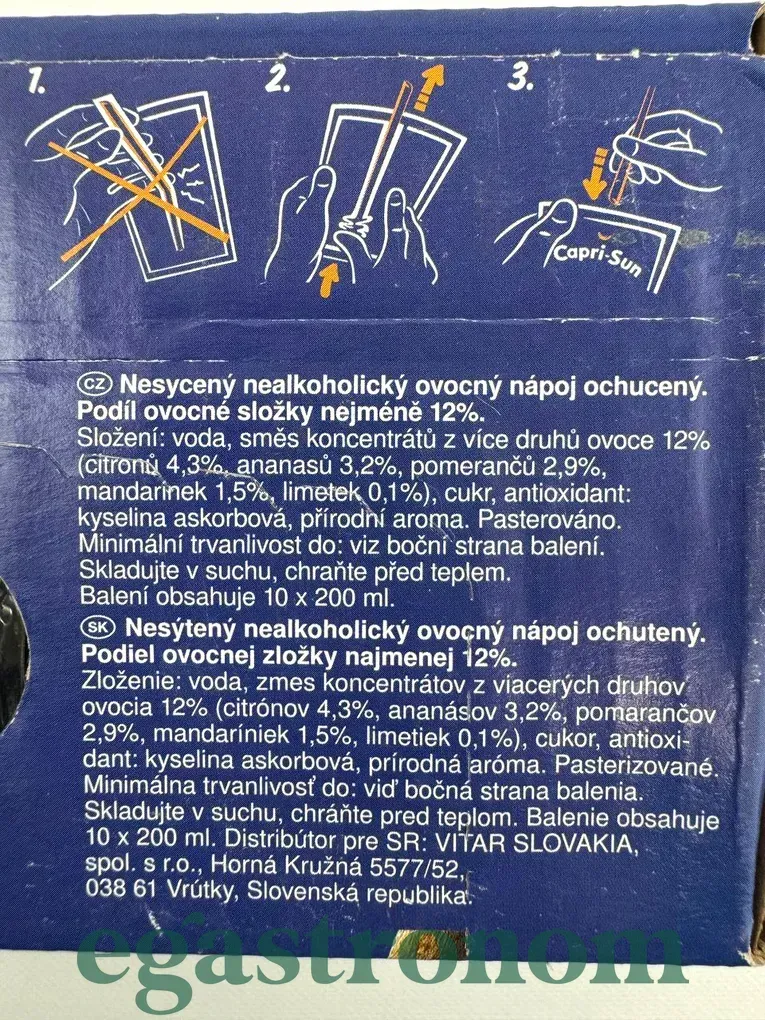 1. 2. 3.
Capri-Sun
CZ Nesycený nealkoholický ovocný nápoj ochucený.
Podíl ovocné složky nejméně 12%.
Složení: voda, směs koncentrátů z více druhů ovoce 12%
(citronů 4,3%, ananasů 3,2%, pomerančů 2,9%,
mandarinek 1,5%, limetek 0,1%), cukr, antioxidant:
kyselina askorbová, přírodní aroma. Pasterováno.
Minimální trvanlivost do: viz boční strana balení.
Skladujte v suchu, chraňte před teplem.
Balení obsahuje 10 x 200 ml.
SK Nesýtený nealkoholický ovocný nápoj ochutený.
Podiel ovocnej zložky najmenej 12%.
Zloženie: voda, zmes koncentrátov z viacerých druhov
ovocia 12% (citrónov 4,3%, ananásov 3,2%, pomarančov
2,9%, mandaríniek 1,5%, limetiek 0,1%), cukor, antioxi-
dant: kyselina askorbová, prírodná aróma. Pasterizované.
Minimálna trvanlivosť do: viď bočná strana balenia.
Skladujte v suchu, chráňte pred teplom. Balenie obsahuje
10 x 200 ml. Distribútor pre SR: VITAR SLOVAKIA,
spol. s r.o., Horná Kružná 5577/52,
038 61 Vrútky, Slovenská republika.
egastronom